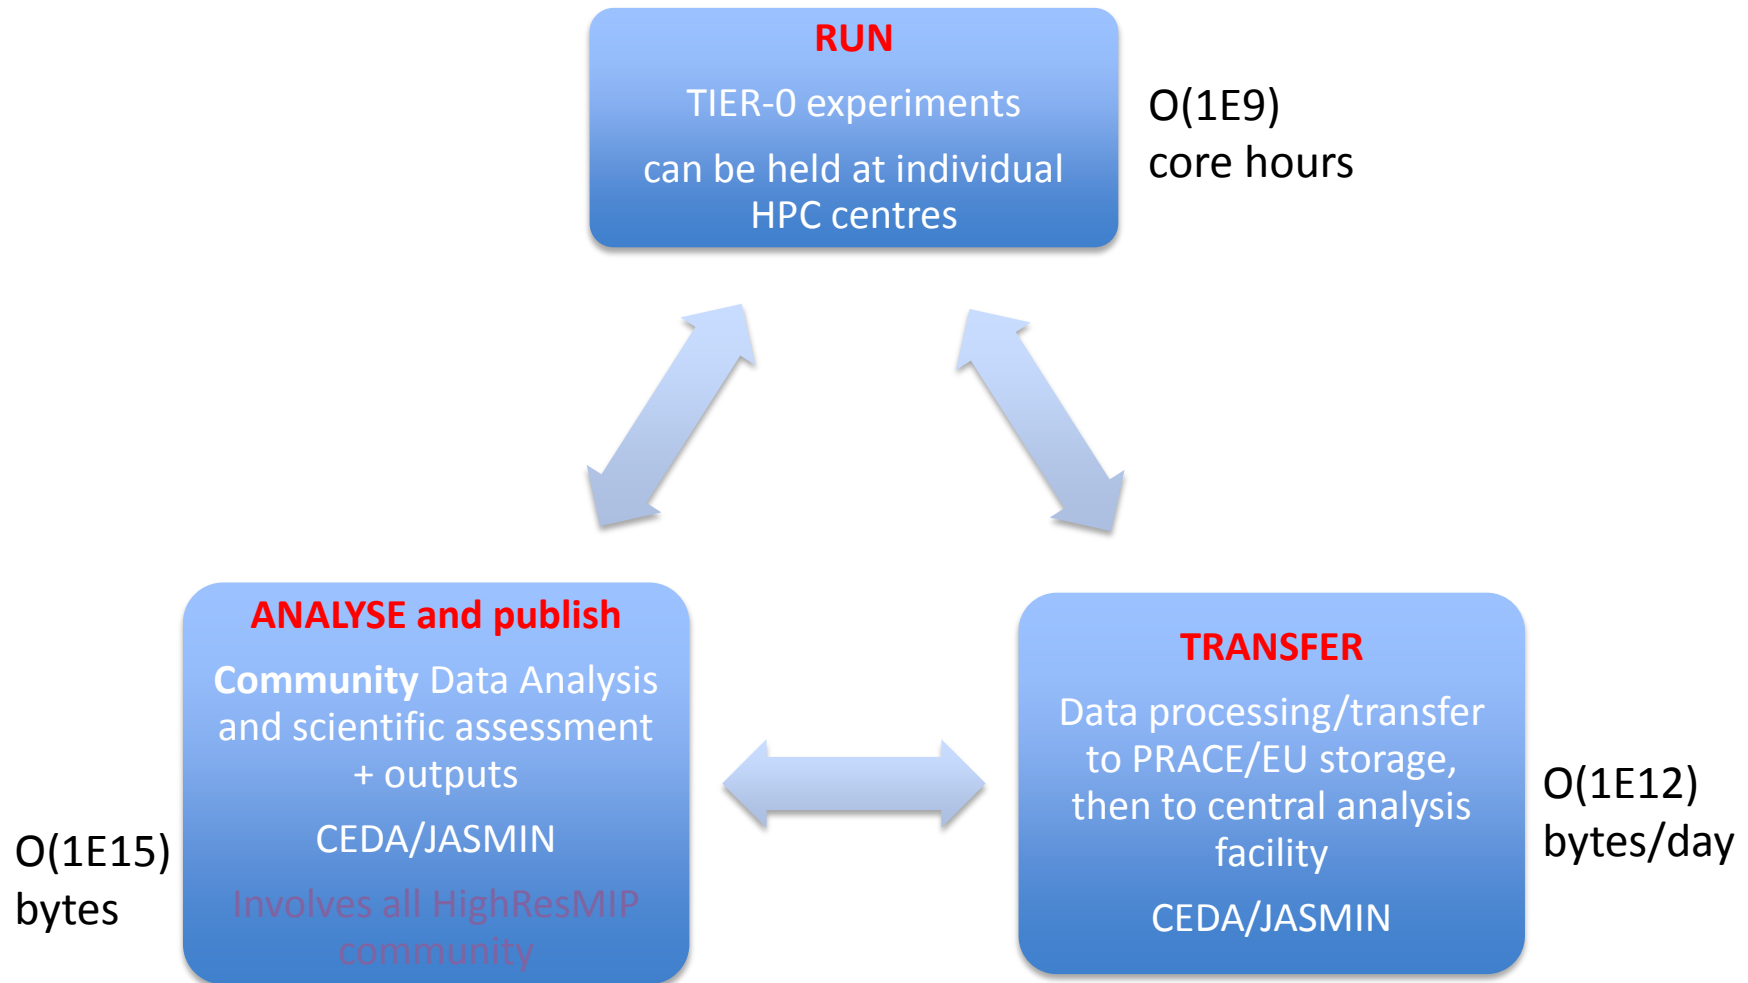 RUN
TIER-0 experiments
can be held at individual
HPC centres
O(1E9)
core hours
ANALYSE and publish
Community Data Analysis
and scientific assessment
+ outputs
CEDA/JASMIN
Involves all HighResMIP
community
O(1E15)
bytes
TRANSFER
Data processing/transfer
to PRACE/EU storage,
then to central analysis
facility
CEDA/JASMIN
O(1E12)
bytes/day